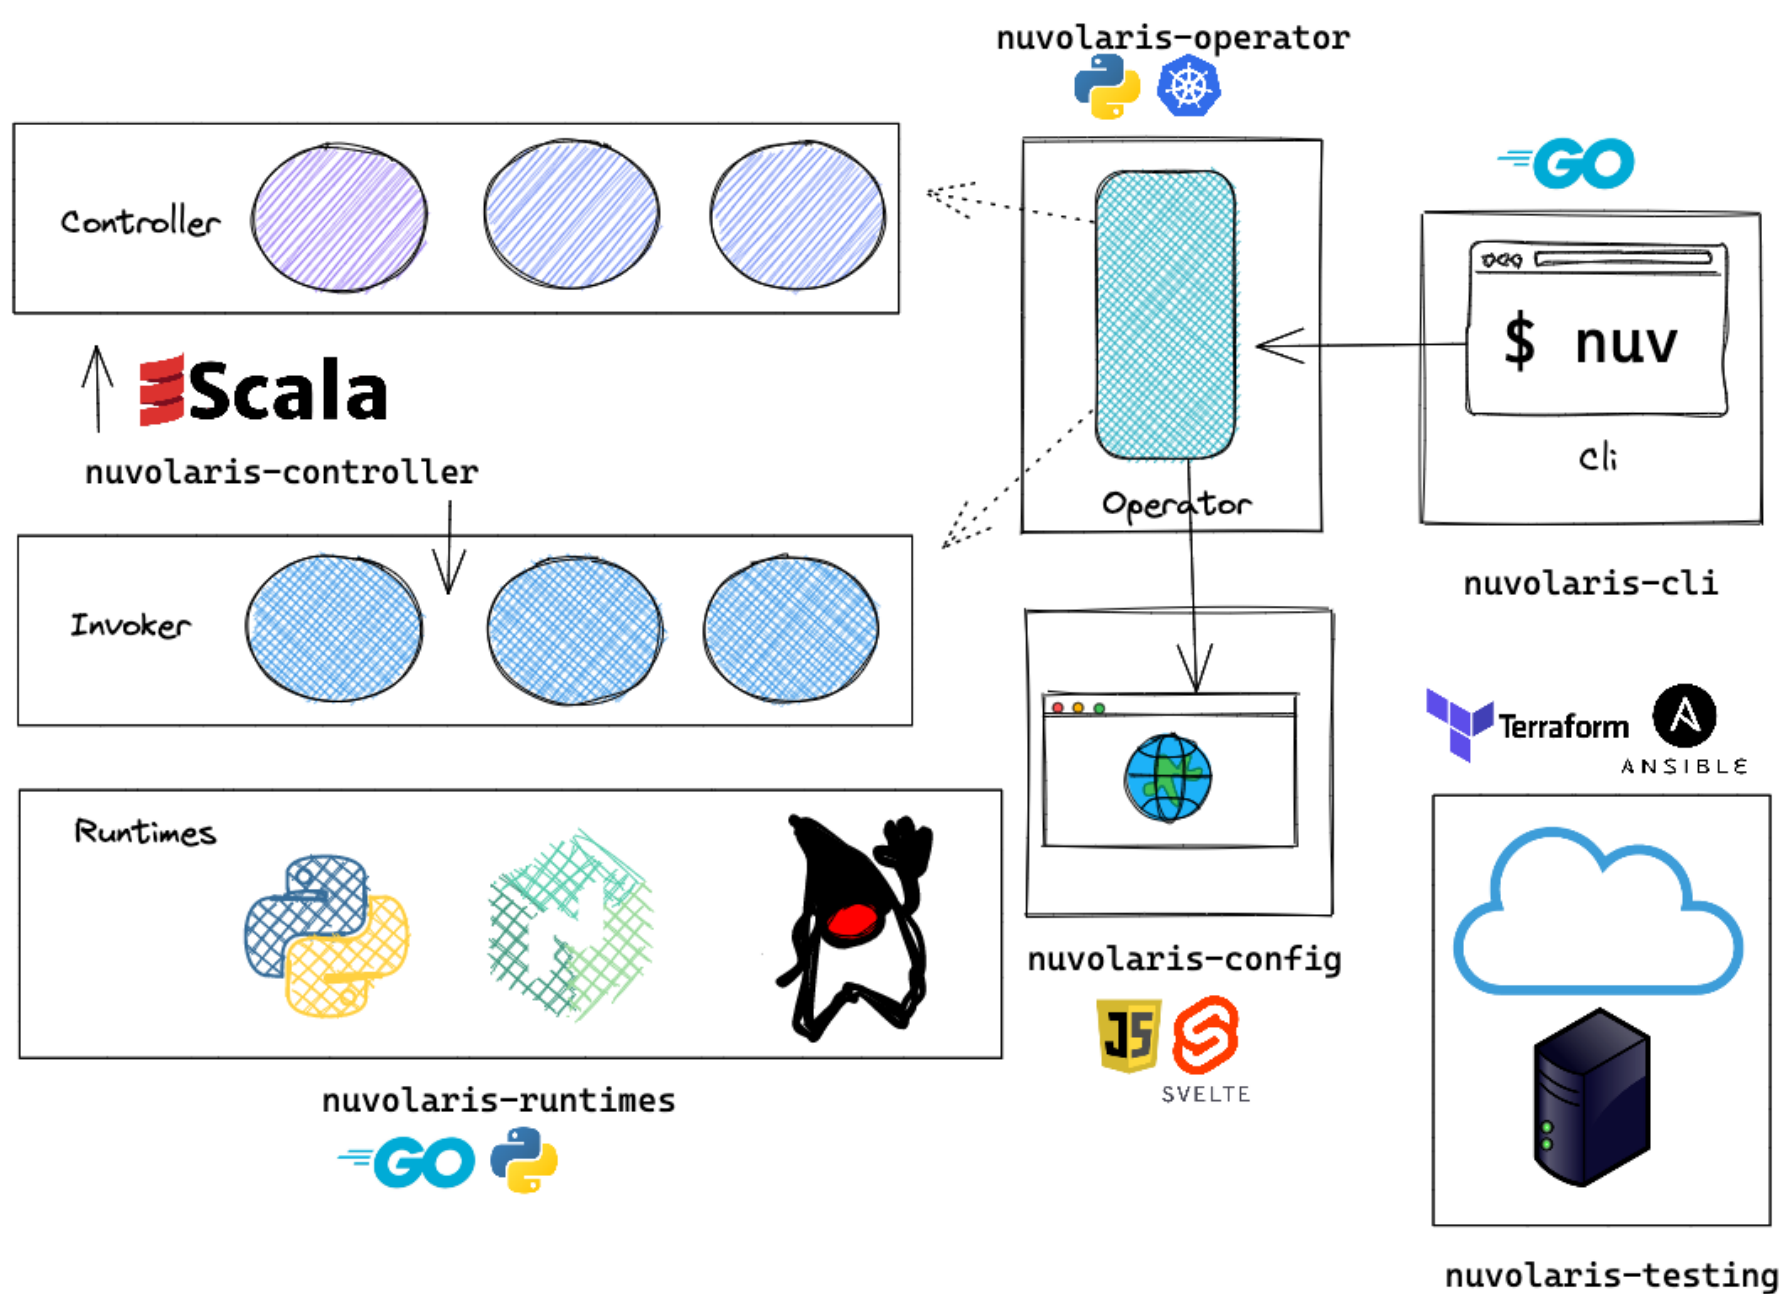 nuvolaris-operator
GO
Controller
$ nuv
Scala
Cli
nuvolaris-controller
Operator
nuvolaris-cli
Invoker
Terraform
ANSIBLE
Runtimes
nuvolaris-config
JS
SVELTE
nuvolaris-runtimes
GO
nuvolaris-testing